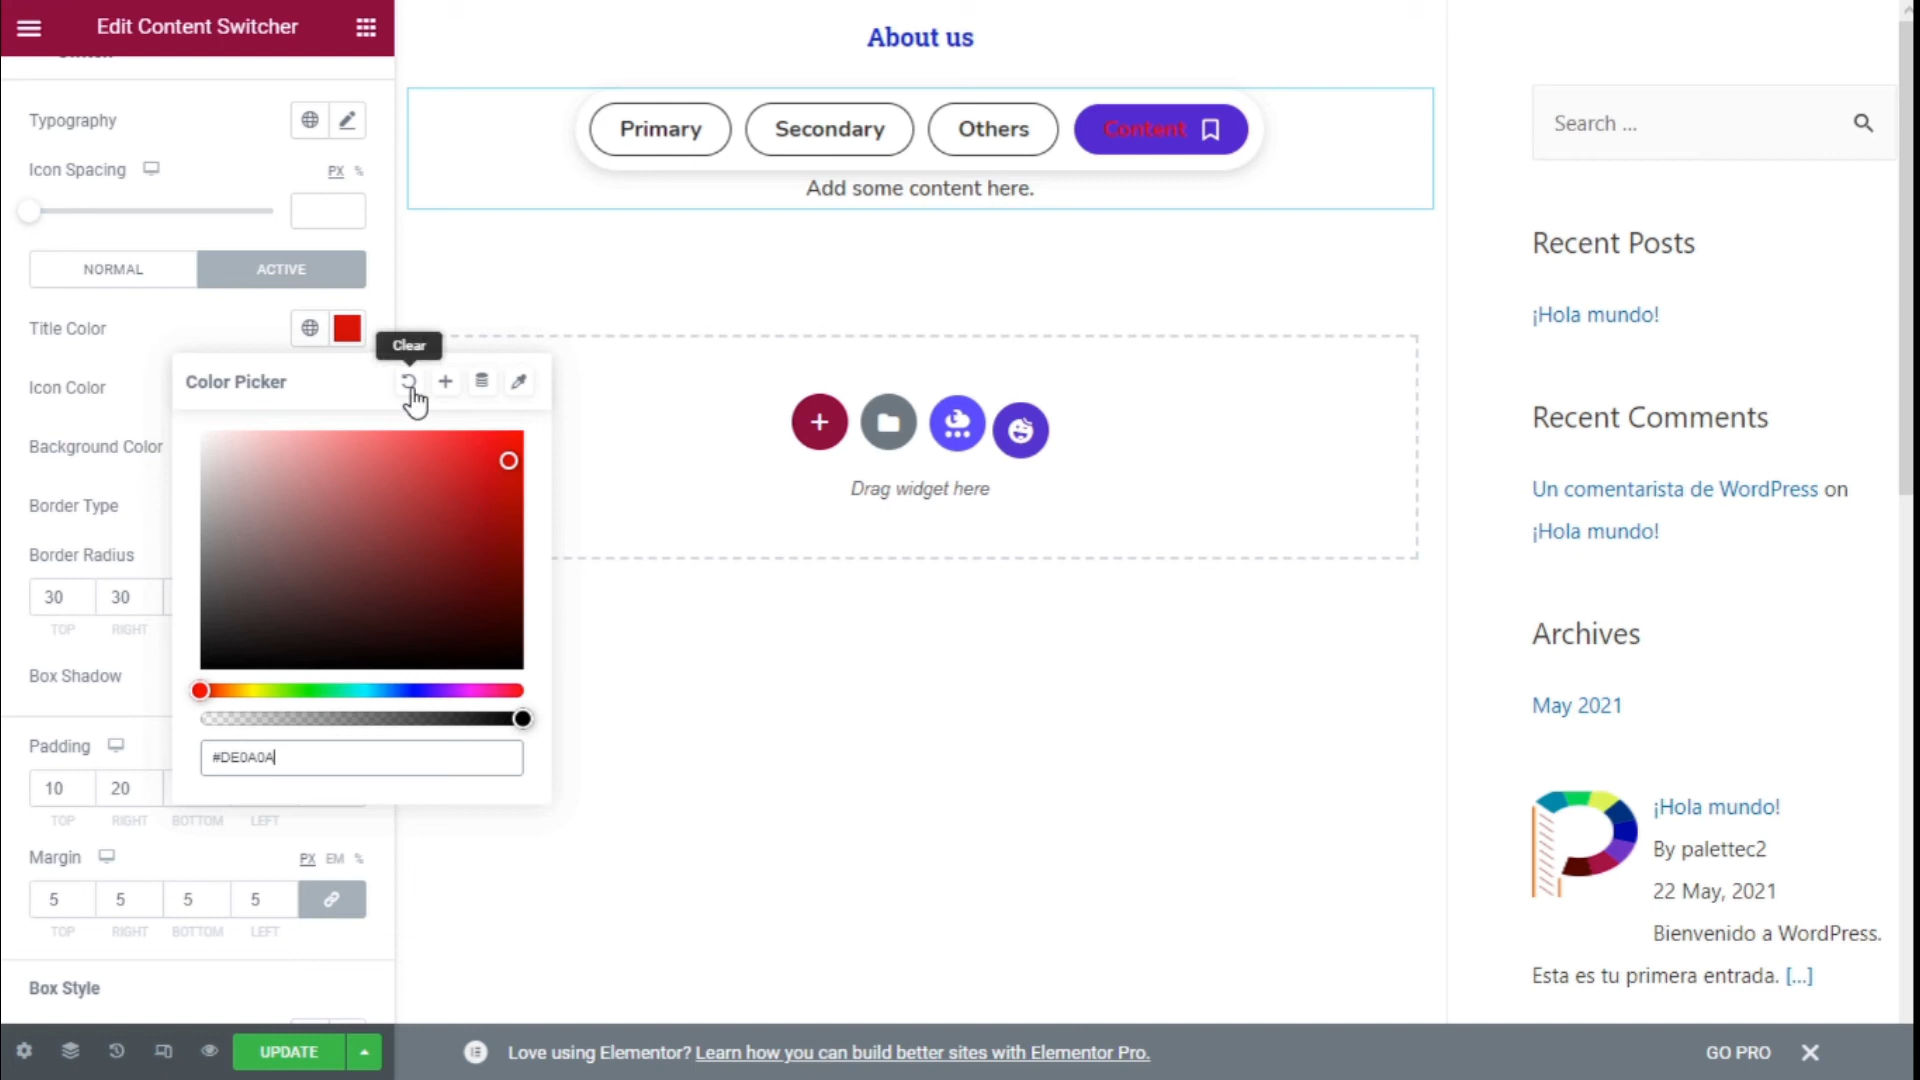 Edit Content Switcher
Typography
Icon Spacing
PX %
NORMAL ACTIVE
Title Color
Clear
Color Picker
Icon Color
Background Color
Border Type
Border Radius
30 30
TOP RIGHT
Box Shadow
#DE0A0A
Padding
10 20
TOP RIGHT BOTTOM LEFT
Margin
PX EM %
5 5 5 5
TOP RIGHT BOTTOM LEFT
Box Style
UPDATE
About us
Primary Secondary Others Content
Add some content here.
Drag widget here
Search ...
Recent Posts
¡Hola mundo!
Recent Comments
Un comentarista de WordPress on
¡Hola mundo!
Archives
May 2021
¡Hola mundo!
By palettec2
22 May, 2021
Bienvenido a WordPress.
Esta es tu primera entrada. [...]
Love using Elementor? Learn how you can build better sites with Elementor Pro.
GO PRO